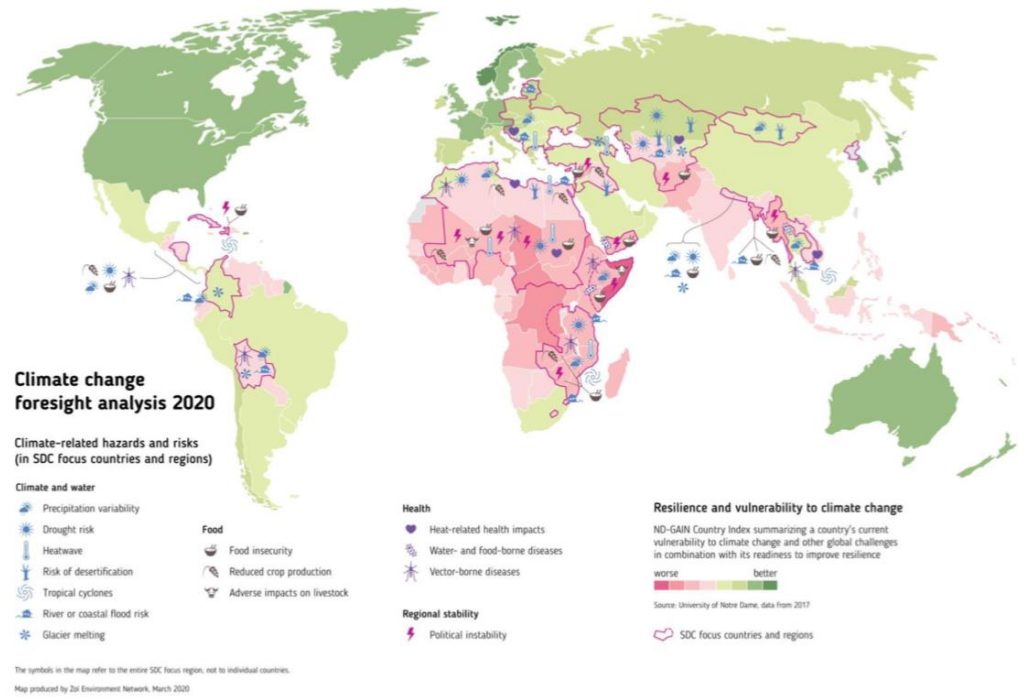 Climate change
foresight analysis 2020
Climate-related hazards and risks
(in SDC focus countries and regions)
Climate and water
Precipitation variability
Drought risk
Heatwave
Risk of desertification
Tropical cyclones
River or coastal flood risk
Glacier melting
Food
Food insecurity
Reduced crop production
Adverse impacts on livestock
Health
Heat-related health impacts
Water- and food-borne diseases
Vector-borne diseases
Regional stability
Political instability
Resilience and vulnerability to climate change
ND-GAIN Country Index summarizing a country's current
vulnerability to climate change and other global challenges
in combination with its readiness to improve resilience
worse better
Source: University of Notre Dame, data from 2017
SDC focus countries and regions
The symbols in the map refer to the entire SDC focus region, not to individual countries.
Map produced by Zoï Environment Network, March 2020